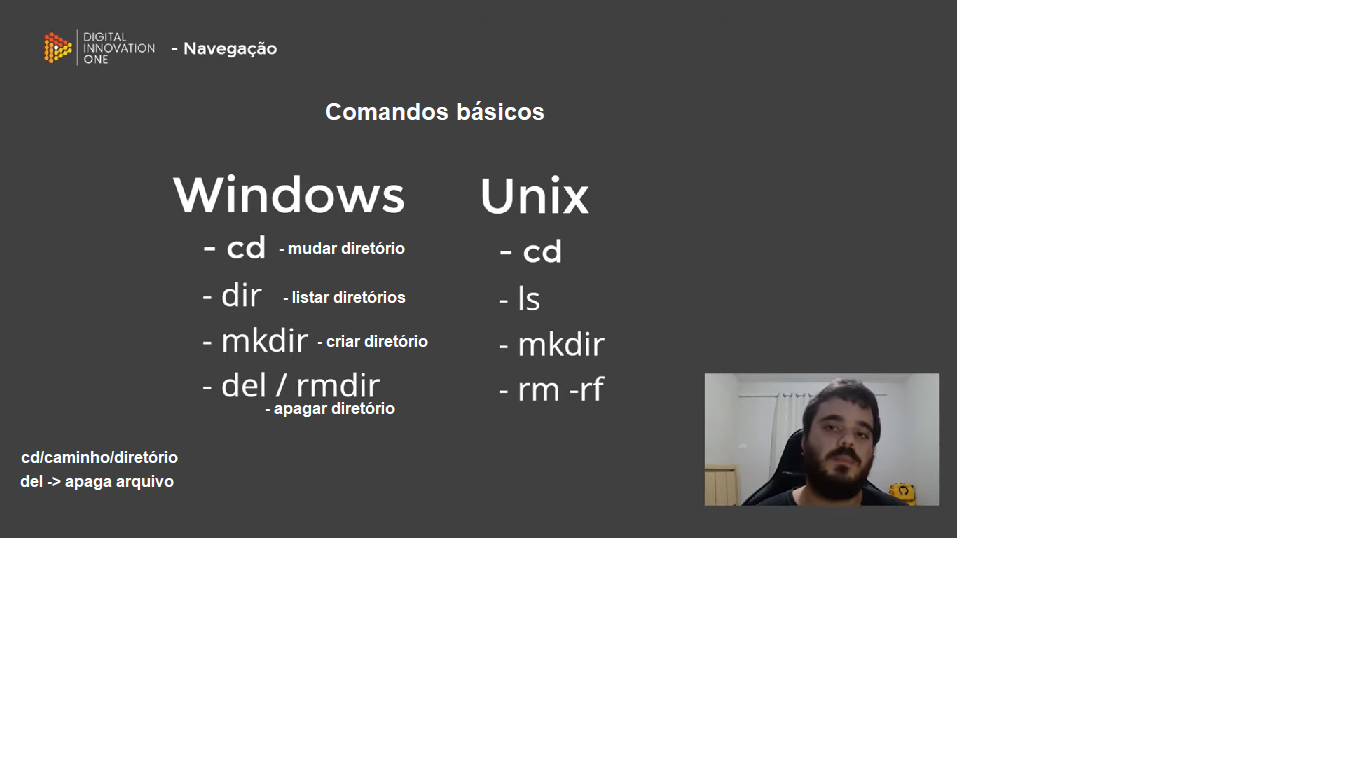 DIGITAL
INNOVATION
ONE
- Navegação
Comandos básicos
Windows
- cd - mudar diretório
- dir - listar diretórios
- mkdir - criar diretório
- del / rmdir
- apagar diretório
Unix
- cd
- ls
- mkdir
- rm -rf
cd/caminho/diretório
del -> apaga arquivo